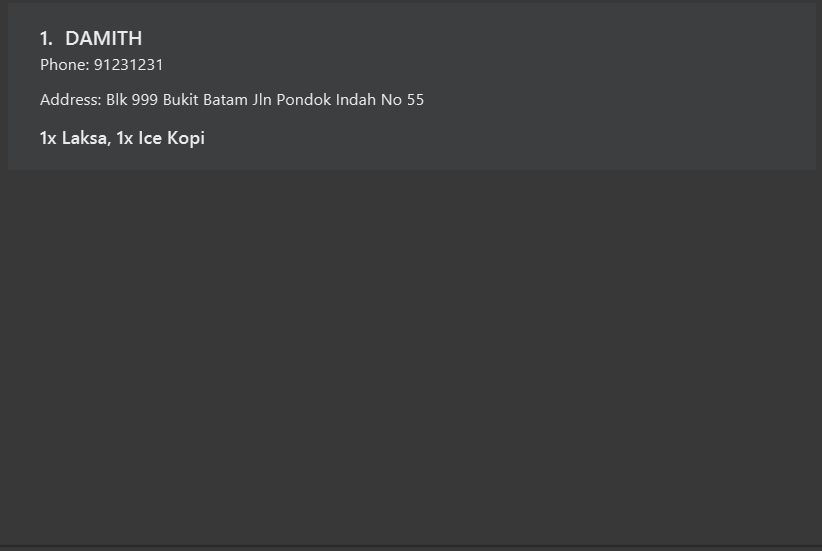 1. DAMITH
Phone: 91231231
Address: Blk 999 Bukit Batam Jln Pondok Indah No 55
1x Laksa, 1x Ice Kopi